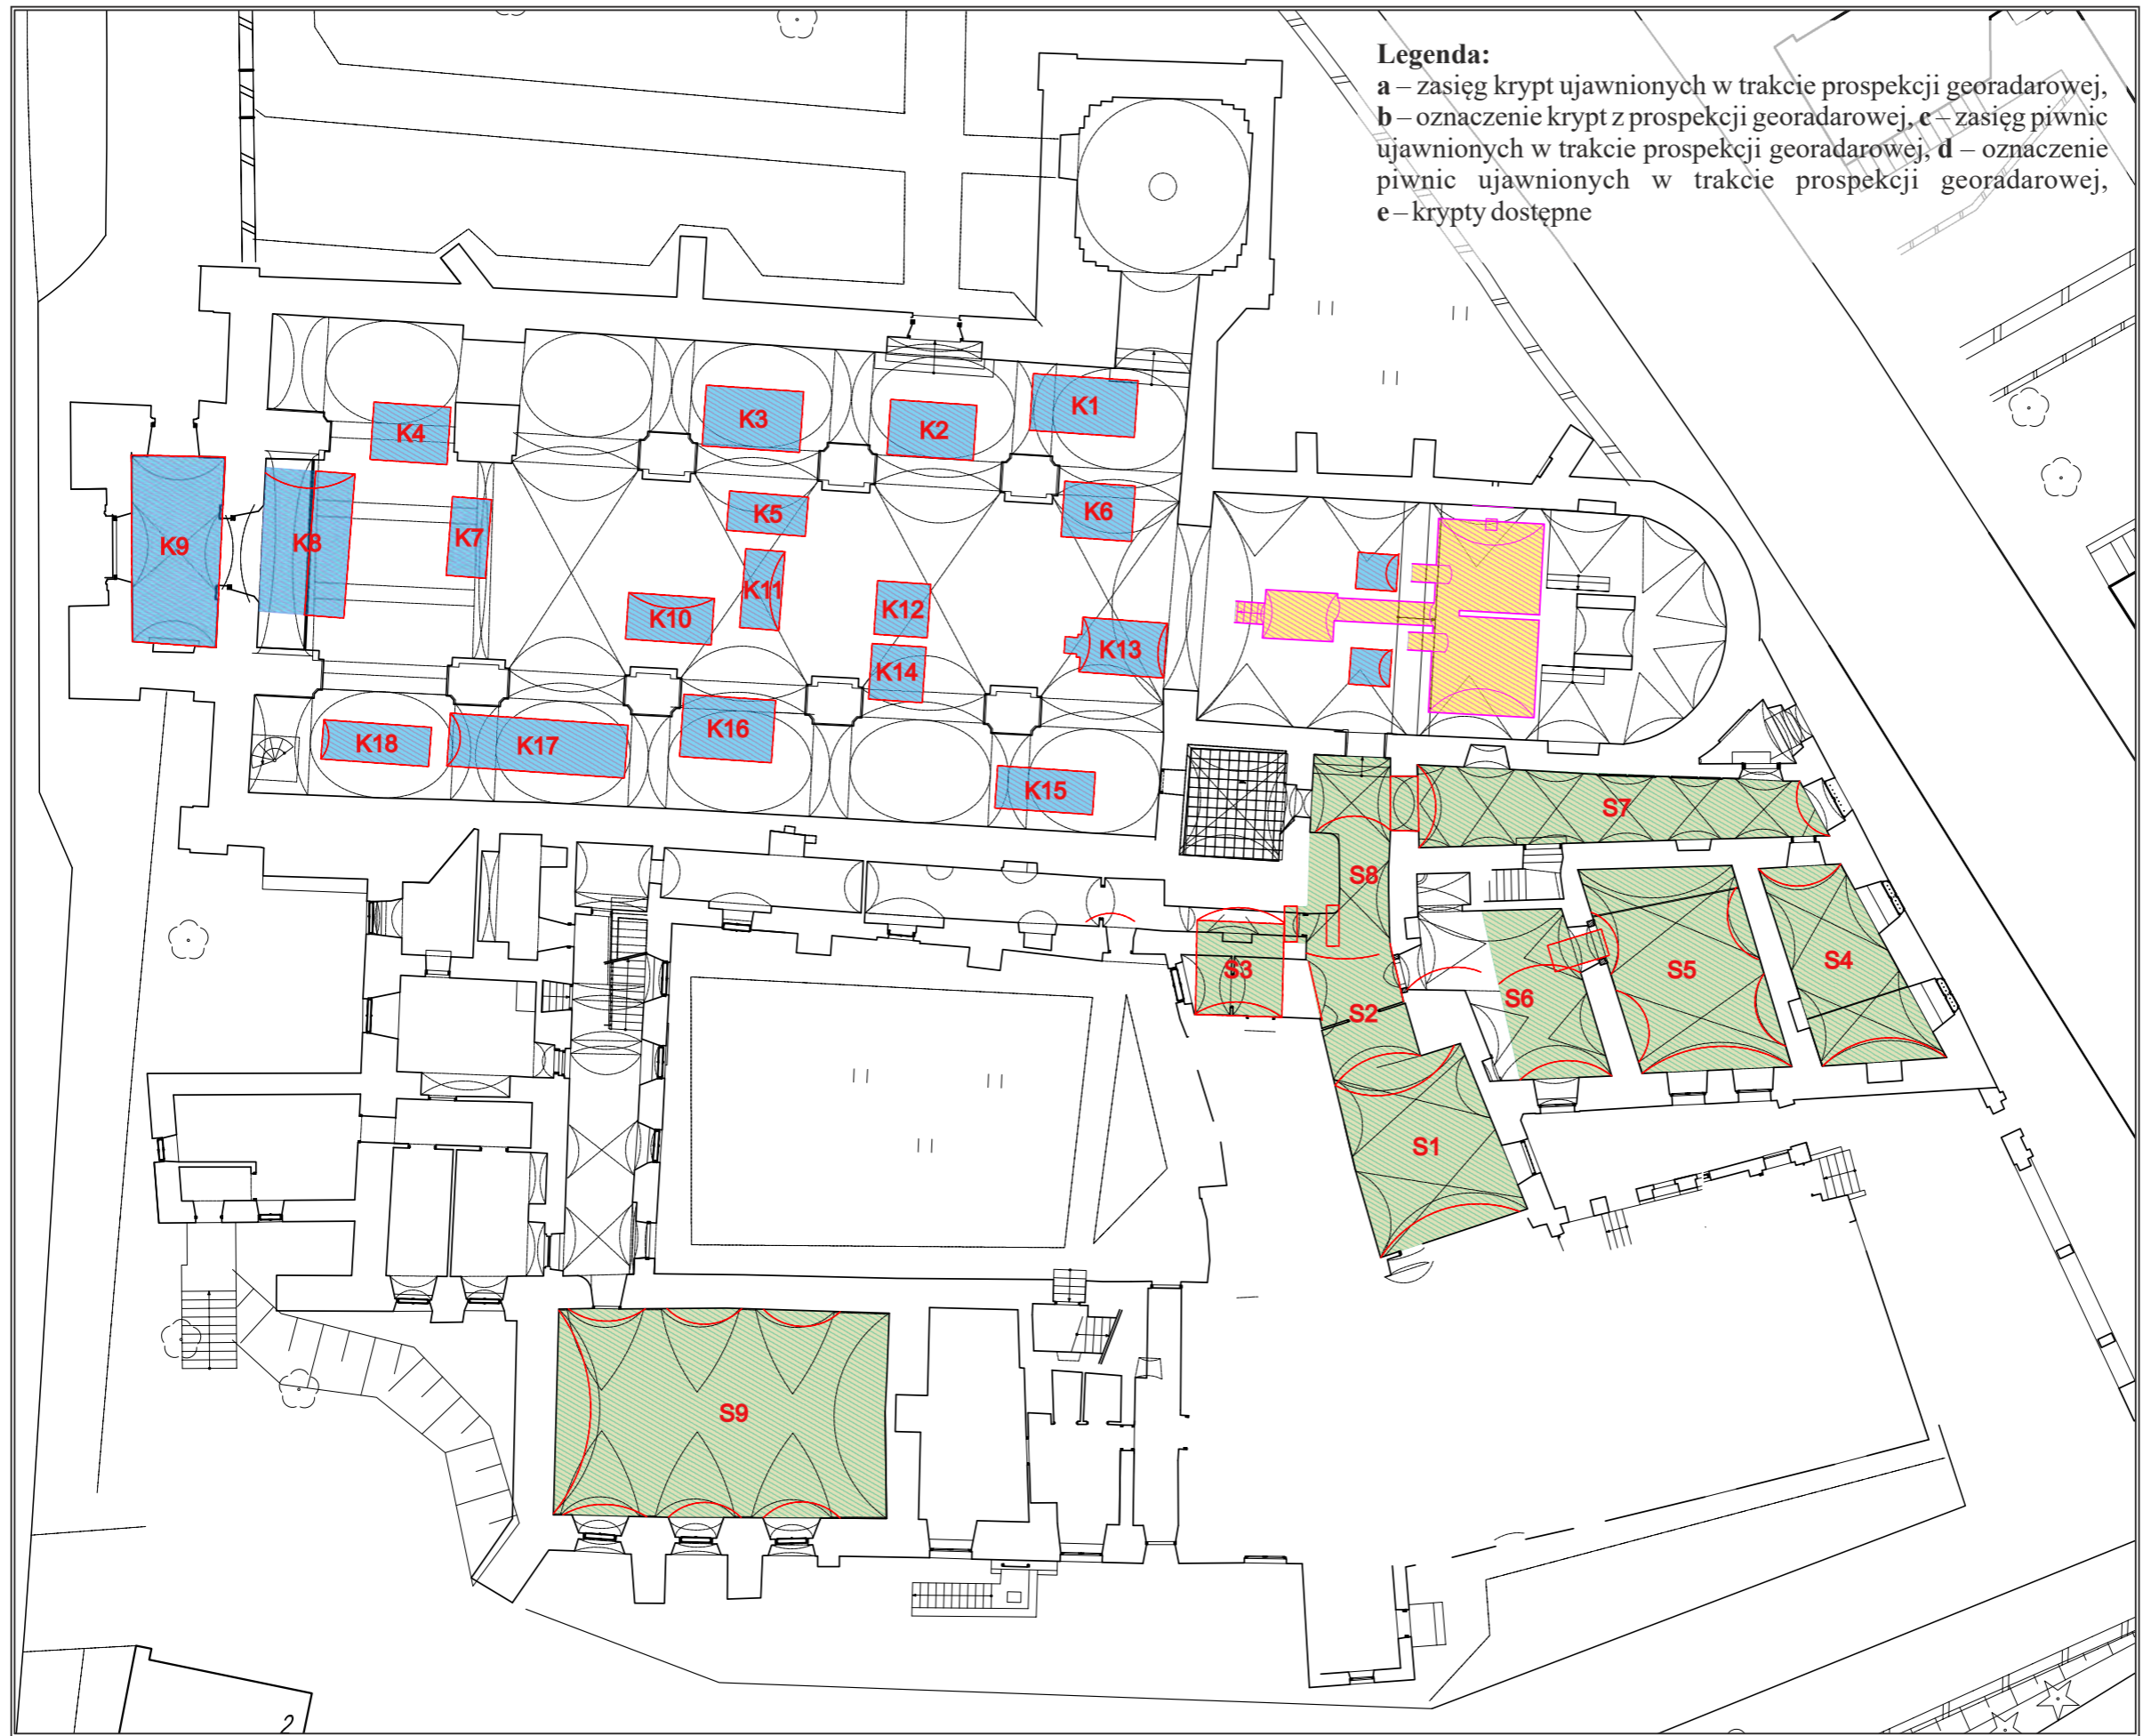 Legenda:
a – zasięg krypt ujawnionych w trakcie prospekcji georadarowej,
b – oznaczenie krypt z prospekcji georadarowej, c – zasięg piwnic
ujawnionych w trakcie prospekcji georadarowej, d – oznaczenie
piwnic ujawnionych w trakcie prospekcji georadarowej,
e – krypty dostępne
K1
K3
K2
K4
K5
K6
K7
K8
K9
K11
K12
K10
K13
K14
K16
K18
K17
K15
S7
S8
S3
S5
S4
S6
S2
S1
S9
2